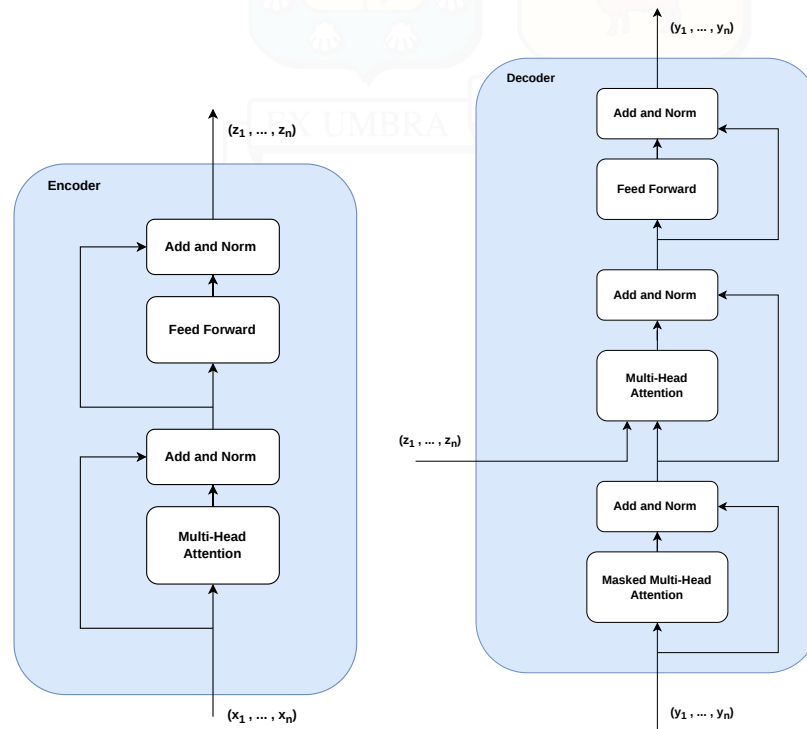 (z1 , ... , zn)
Encoder
Add and Norm
Feed Forward
Add and Norm
Multi-Head
Attention
(x1 , ... , xn)
(y1 , ... , yn)
Decoder
Add and Norm
Feed Forward
Add and Norm
Multi-Head
Attention
(z1 , ... , zn)
Add and Norm
Masked Multi-Head
Attention
(y1 , ... , yn)
EX UMBRA